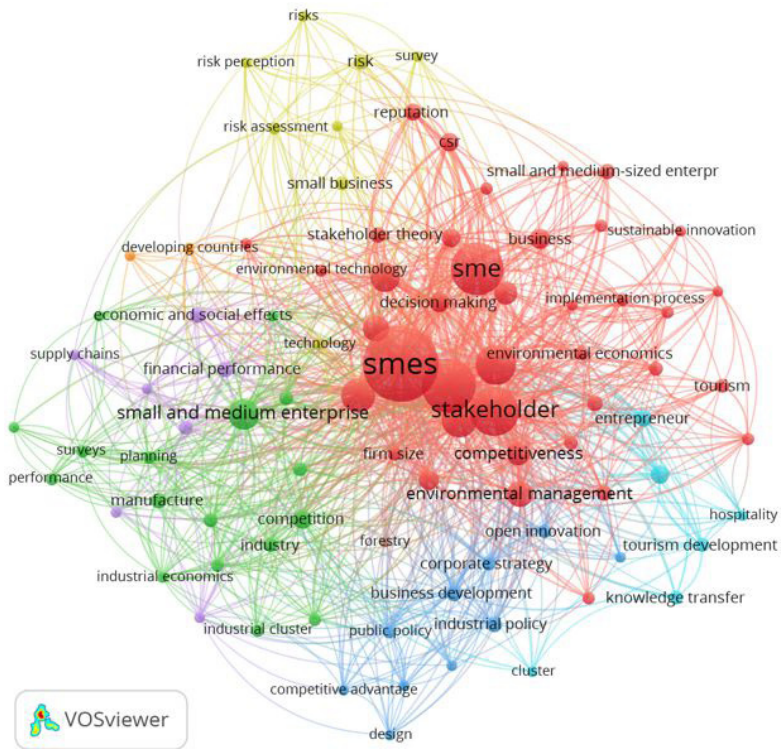 risks
survey
risk perception
risk
reputation
risk assessment
csr
small and medium-sized enterpr
small business
sustainable innovation
stakeholder theory
business
developing countries
environmental technology
sme
decision making
implementation process
economic and social effects
technology
supply chains
smes
environmental economics
financial performance
tourism
small and medium enterprise
stakeholder
entrepreneur
surveys
planning
firm size
competitiveness
performance
environmental management
manufacture
hospitality
competition
open innovation
industry
forestry
tourism development
corporate strategy
industrial economics
business development
knowledge transfer
industrial cluster
public policy
industrial policy
cluster
competitive advantage
design
VOSviewer